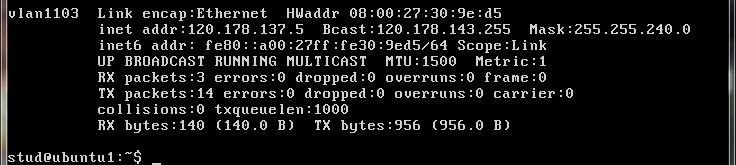 vlan1103 Link encap:Ethernet HWaddr 08:00:27:30:9e:d5
inet addr:120.178.137.5 Bcast:120.178.143.255 Mask:255.255.240.0
inet6 addr: fe80::a00:27ff:fe30:9ed5/64 Scope:Link
UP BROADCAST RUNNING MULTICAST MTU:1500 Metric:1
RX packets:3 errors:0 dropped:0 overruns:0 frame:0
TX packets:14 errors:0 dropped:0 overruns:0 carrier:0
collisions:0 txqueuelen:1000
RX bytes:140 (140.0 B) TX bytes:956 (956.0 B)
stud@ubuntu1:~$ _